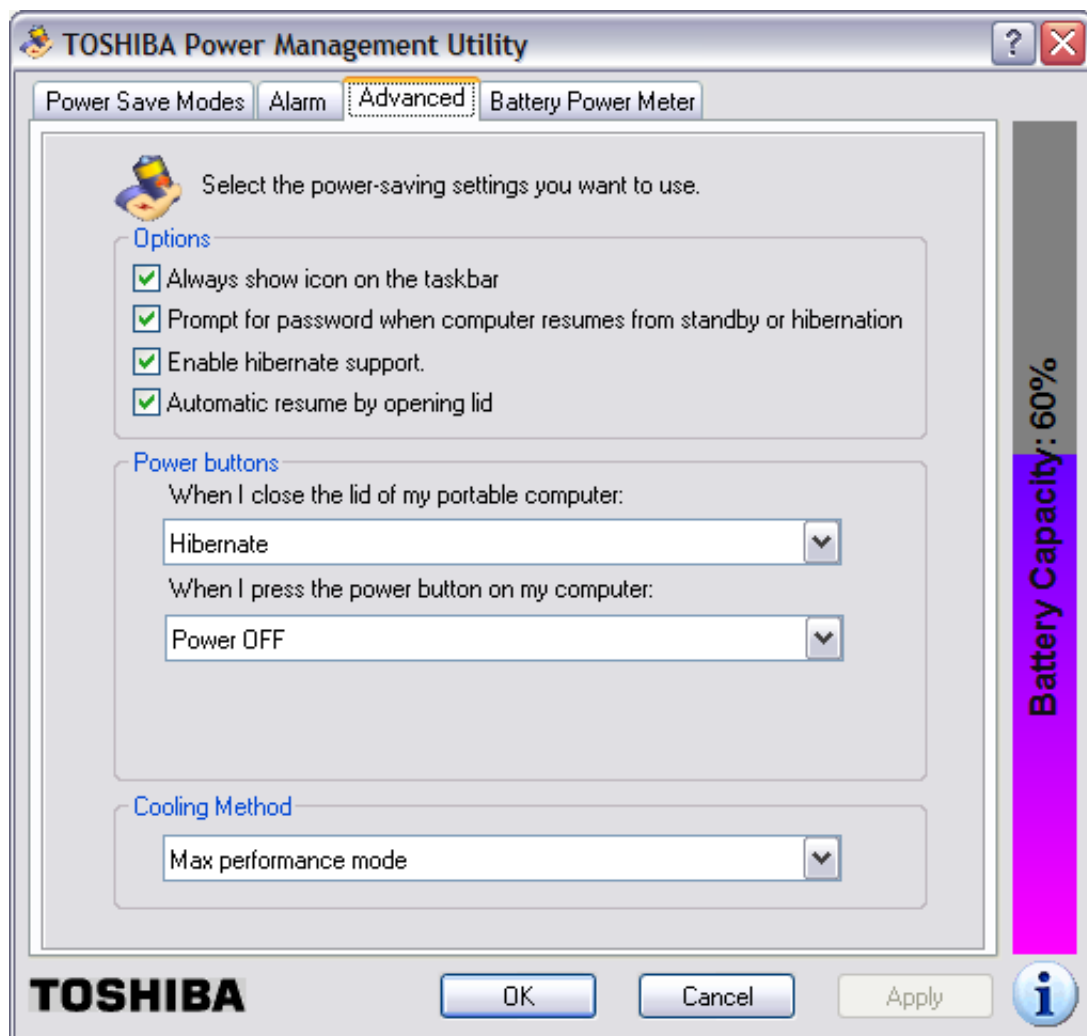 TOSHIBA Power Management Utility
Power Save Modes Alarm Advanced Battery Power Meter
Select the power-saving settings you want to use.
Options
Always show icon on the taskbar
Prompt for password when computer resumes from standby or hibernation
Enable hibernate support.
Automatic resume by opening lid
Power buttons
When I close the lid of my portable computer:
Hibernate
When I press the power button on my computer:
Power OFF
Cooling Method
Max performance mode
Battery Capacity: 60%
TOSHIBA OK Cancel Apply